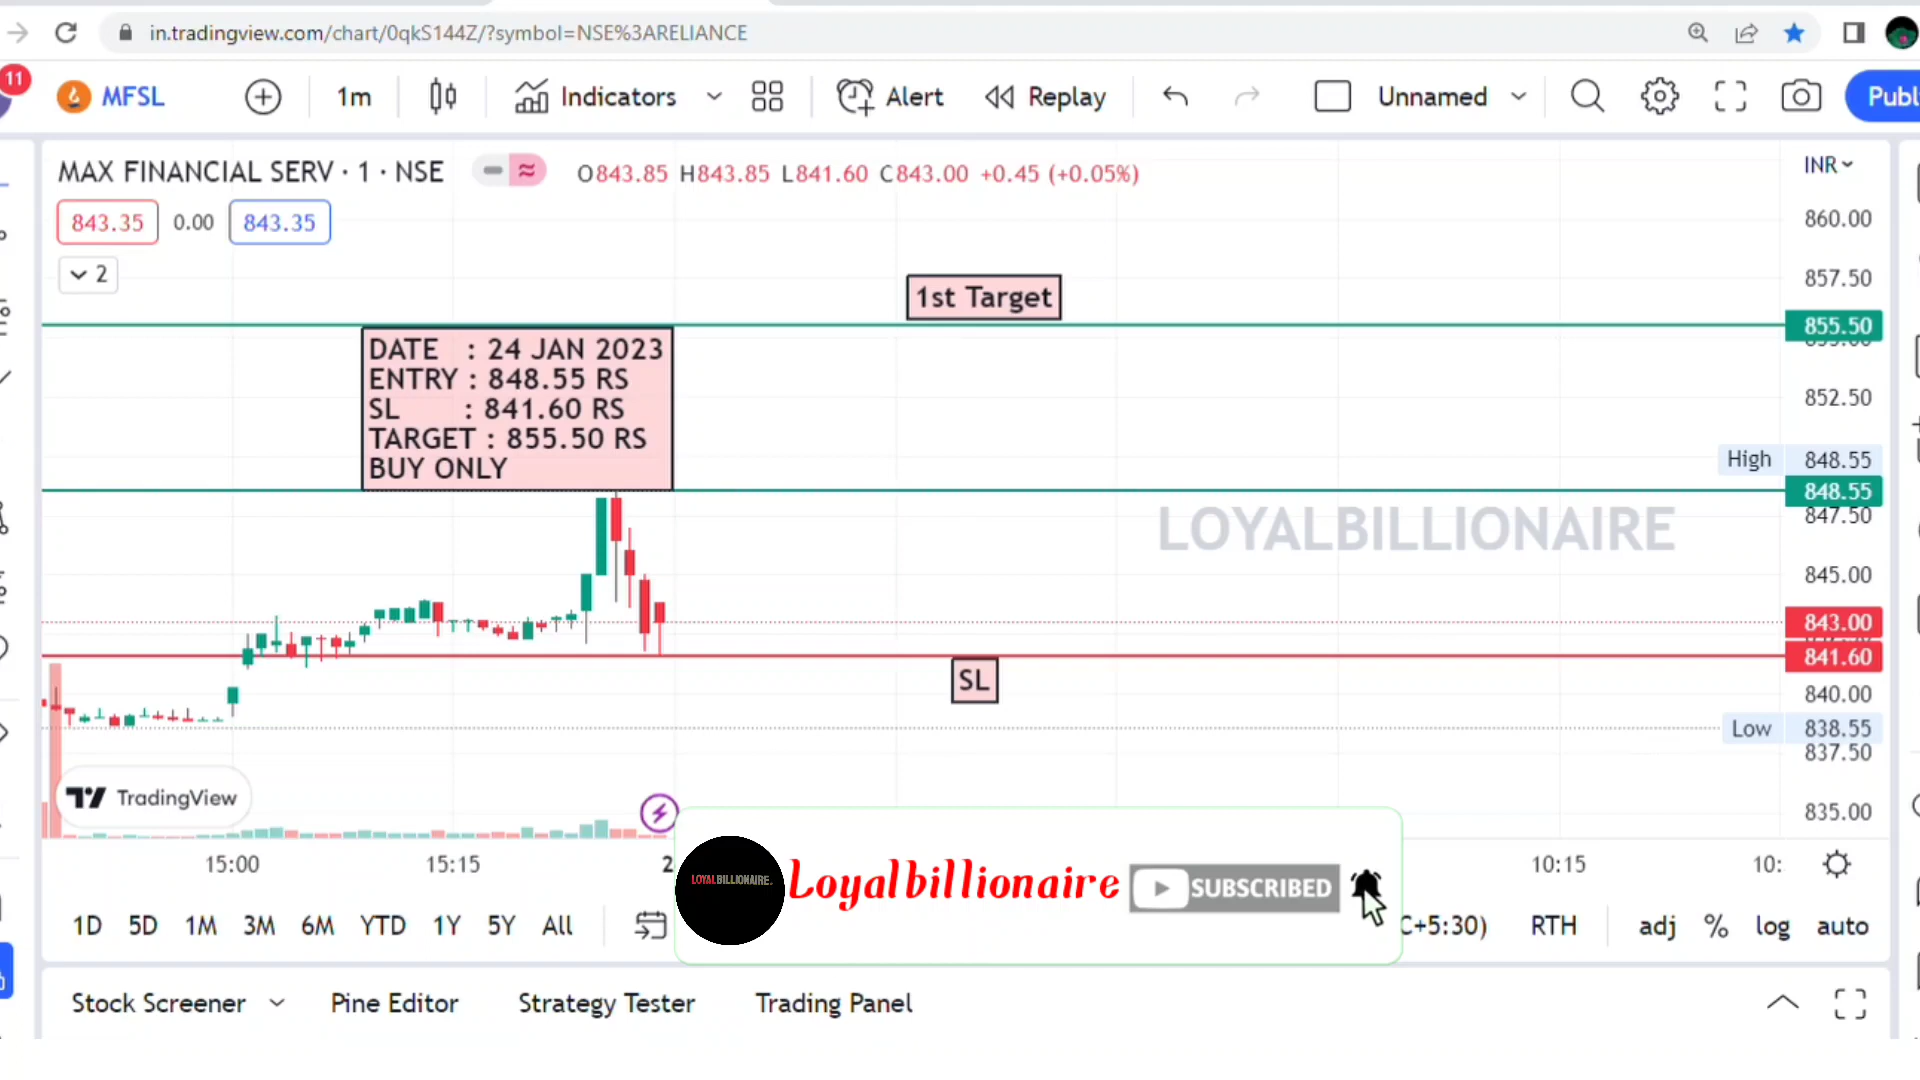 in.tradingview.com/chart/0qkS144Z/?symbol=NSE%3ARELIANCE
11
MFSL
1m
Indicators
Alert
Replay
Unnamed
Publ
MAX FINANCIAL SERV · 1 · NSE
O843.85 H843.85 L841.60 C843.00 +0.45 (+0.05%)
INR
843.35 0.00 843.35
2
860.00
857.50
1st Target
855.50
DATE : 24 JAN 2023
ENTRY : 848.55 RS
SL : 841.60 RS
TARGET : 855.50 RS
BUY ONLY
852.50
High 848.55
848.55
847.50
LOYALBILLIONAIRE
845.00
843.00
841.60
SL
840.00
Low 838.55
837.50
835.00
TradingView
15:00
15:15
2
10:15
10:
LOYALBILLIONAIRE
Loyalbillionaire
SUBSCRIBED
1D 5D 1M 3M 6M YTD 1Y 5Y All
C+5:30) RTH adj % log auto
Stock Screener Pine Editor Strategy Tester Trading Panel